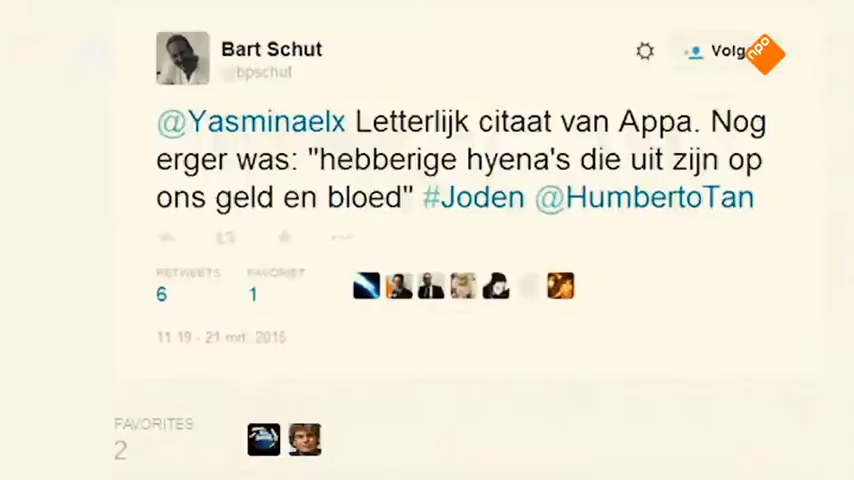 Bart Schut
@bpschut
Volg
npo
@Yasminaelx Letterlijk citaat van Appa. Nog
erger was: "hebberige hyena's die uit zijn op
ons geld en bloed" #Joden @HumbertoTan
RETWEETS FAVORIET
6 1
11:19 - 21 mrt. 2015
FAVORITES
2